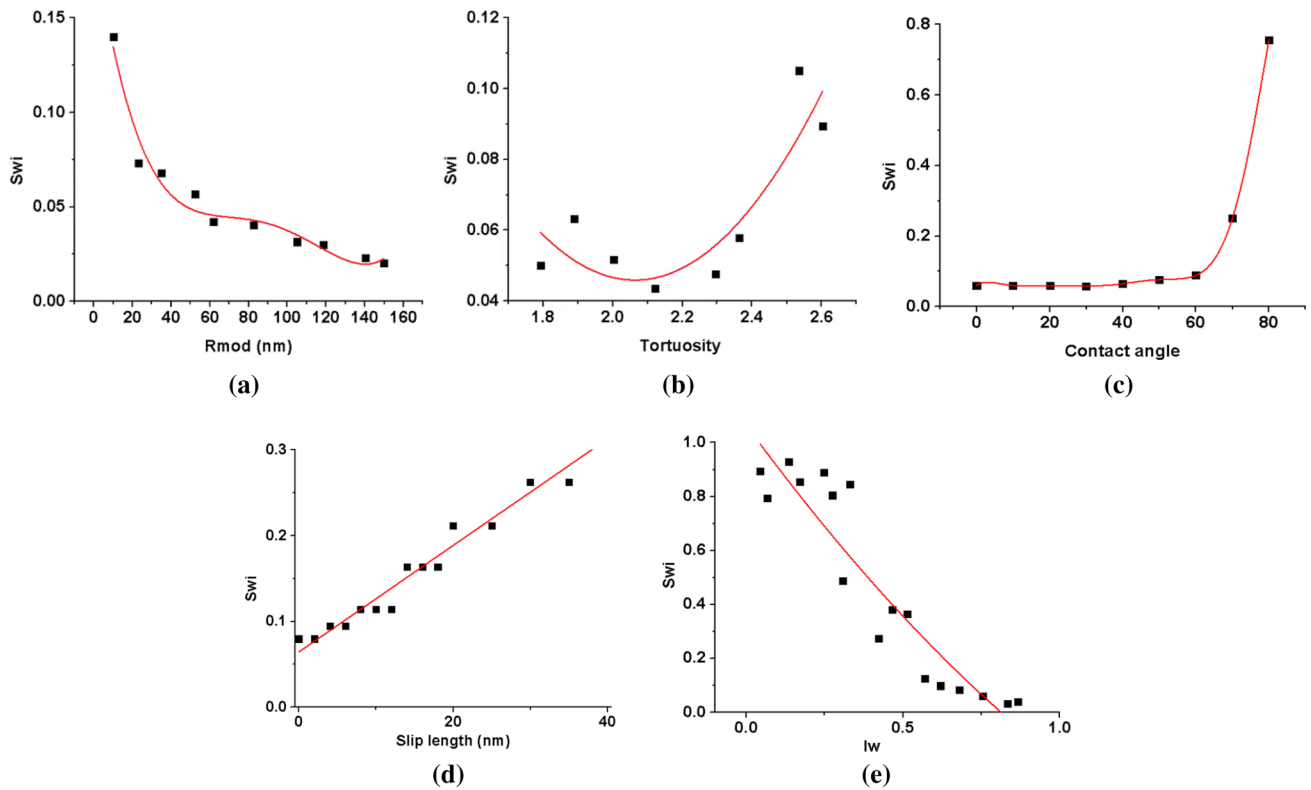 0.15
0.10
0.05
0.00
Swi
0 20 40 60 80 100 120 140 160
Rmod (nm)
(a)
0.12
0.10
0.08
0.06
0.04
Swi
1.8 2.0 2.2 2.4 2.6
Tortuosity
(b)
0.8
0.6
0.4
0.2
0.0
Swi
0 20 40 60 80
Contact angle
(c)
0.3
0.2
0.1
0.0
Swi
0 20 40
Slip length (nm)
(d)
1.0
0.8
0.6
0.4
0.2
0.0
Swi
0.0 0.5 1.0
Iw
(e)